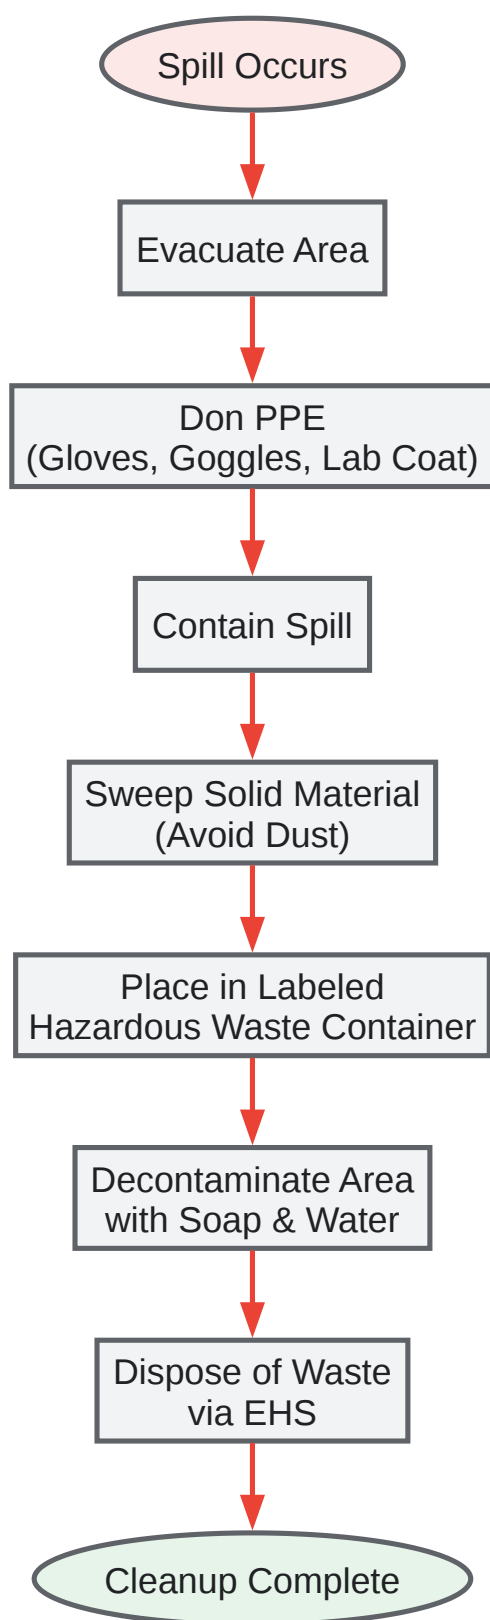 Spill Occurs
Evacuate Area
Don PPE
(Gloves, Goggles, Lab Coat)
Contain Spill
Sweep Solid Material
(Avoid Dust)
Place in Labeled
Hazardous Waste Container
Decontaminate Area
with Soap & Water
Dispose of Waste
via EHS
Cleanup Complete